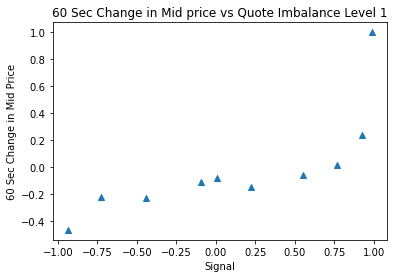 60 Sec Change in Mid price vs Quote Imbalance Level 1
60 Sec Change in Mid Price
1.0
0.8
0.6
0.4
0.2
0.0
−0.2
−0.4
−1.00 −0.75 −0.50 −0.25 0.00 0.25 0.50 0.75 1.00
Signal